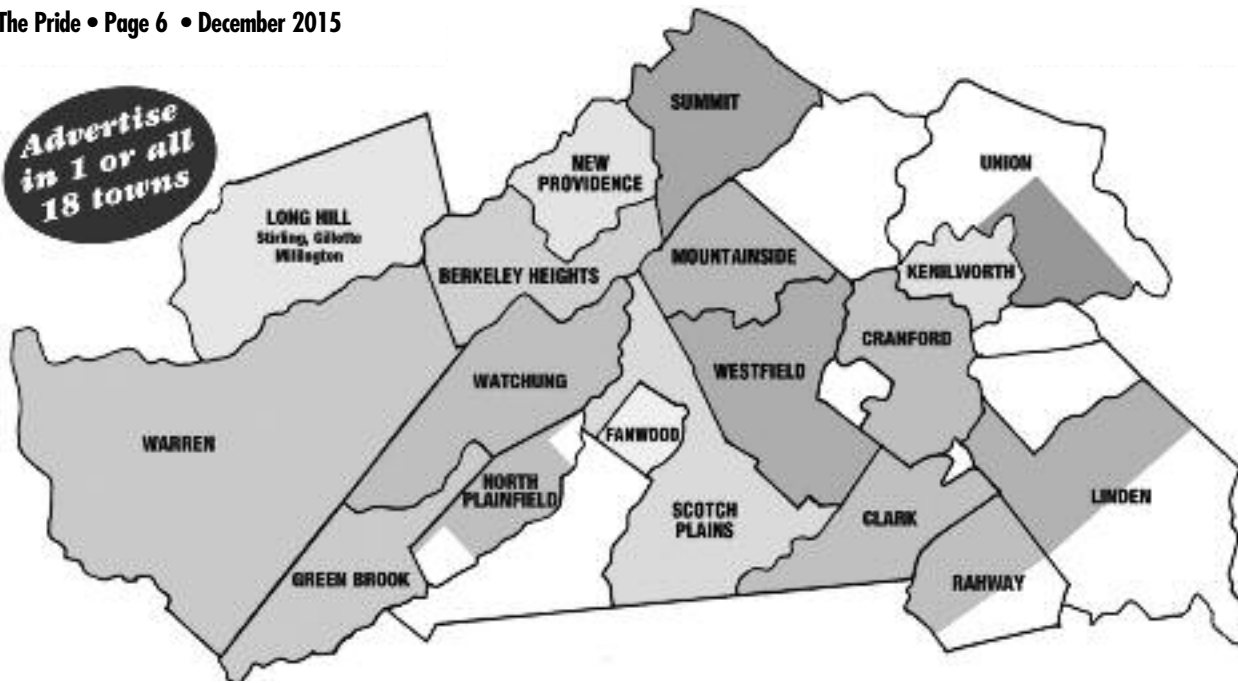 The Pride • Page 6 • December 2015
Advertise
in 1 or all
18 towns
SUMMIT
NEW
PROVIDENCE
UNION
LONG HILL
Stirling, Gillette
Millington
BERKELEY HEIGHTS
MOUNTAINSIDE
KENILWORTH
CRANFORD
WATCHUNG
WESTFIELD
WARREN
FANWOOD
NORTH
PLAINFIELD
SCOTCH
PLAINS
CLARK
LINDEN
GREEN BROOK
RAHWAY